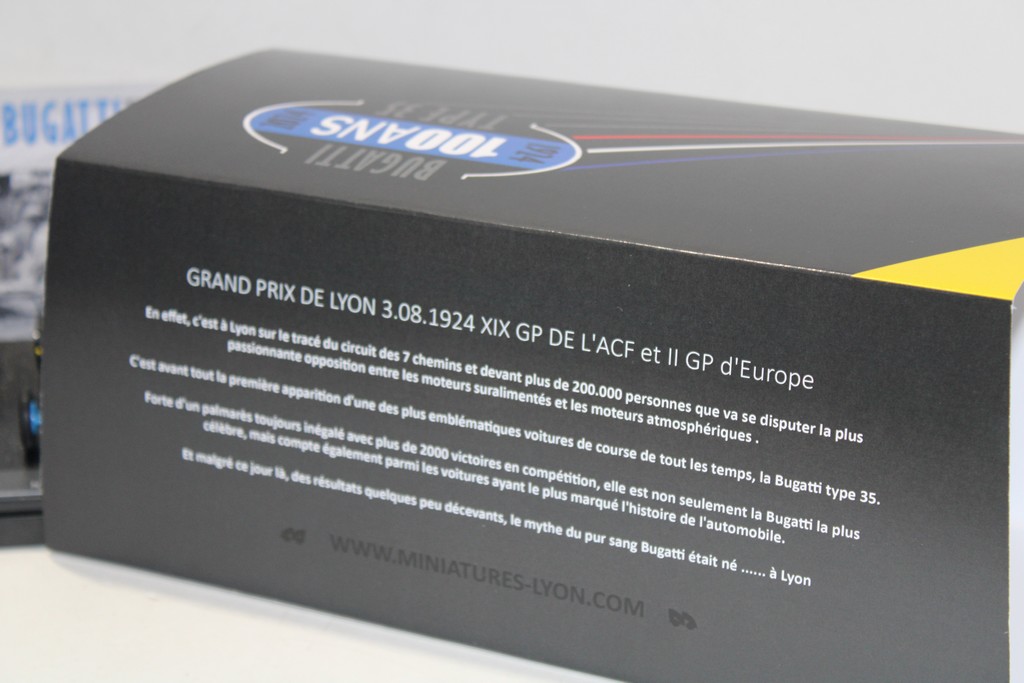 BUGATTI
BUGATTI
TYPE 35
100 ANS
1924
LYON
GRAND PRIX DE LYON 3.08.1924 XIX GP DE L'ACF et II GP d'Europe
En effet, c'est à Lyon sur le tracé du circuit des 7 chemins et devant plus de 200.000 personnes que va se disputer la plus
passionnante opposition entre les moteurs suralimentés et les moteurs atmosphériques .
C'est avant tout la première apparition d'une des plus emblématiques voitures de course de tout les temps, la Bugatti type 35.
Forte d'un palmarès toujours inégalé avec plus de 2000 victoires en compétition, elle est non seulement la Bugatti la plus
célèbre, mais compte également parmi les voitures ayant le plus marqué l'histoire de l'automobile.
Et malgré ce jour là, des résultats quelques peu décevants, le mythe du pur sang Bugatti était né ...... à Lyon
WWW.MINIATURES-LYON.COM